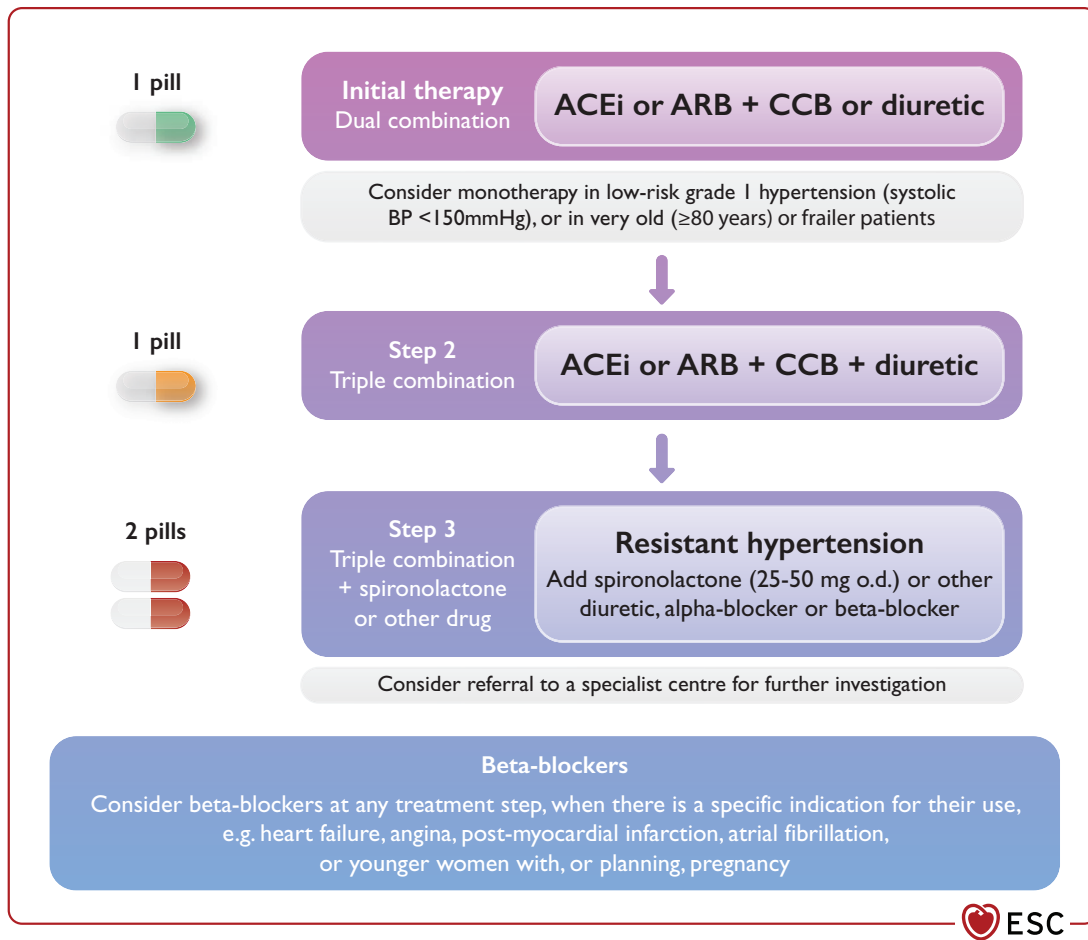 1 pill
Initial therapy
Dual combination
ACEi or ARB + CCB or diuretic
Consider monotherapy in low-risk grade 1 hypertension (systolic
BP <150mmHg), or in very old (≥80 years) or frailer patients
1 pill
Step 2
Triple combination
ACEi or ARB + CCB + diuretic
2 pills
Step 3
Triple combination
+ spironolactone
or other drug
Resistant hypertension
Add spironolactone (25-50 mg o.d.) or other
diuretic, alpha-blocker or beta-blocker
Consider referral to a specialist centre for further investigation
Beta-blockers
Consider beta-blockers at any treatment step, when there is a specific indication for their use,
e.g. heart failure, angina, post-myocardial infarction, atrial fibrillation,
or younger women with, or planning, pregnancy
ESC